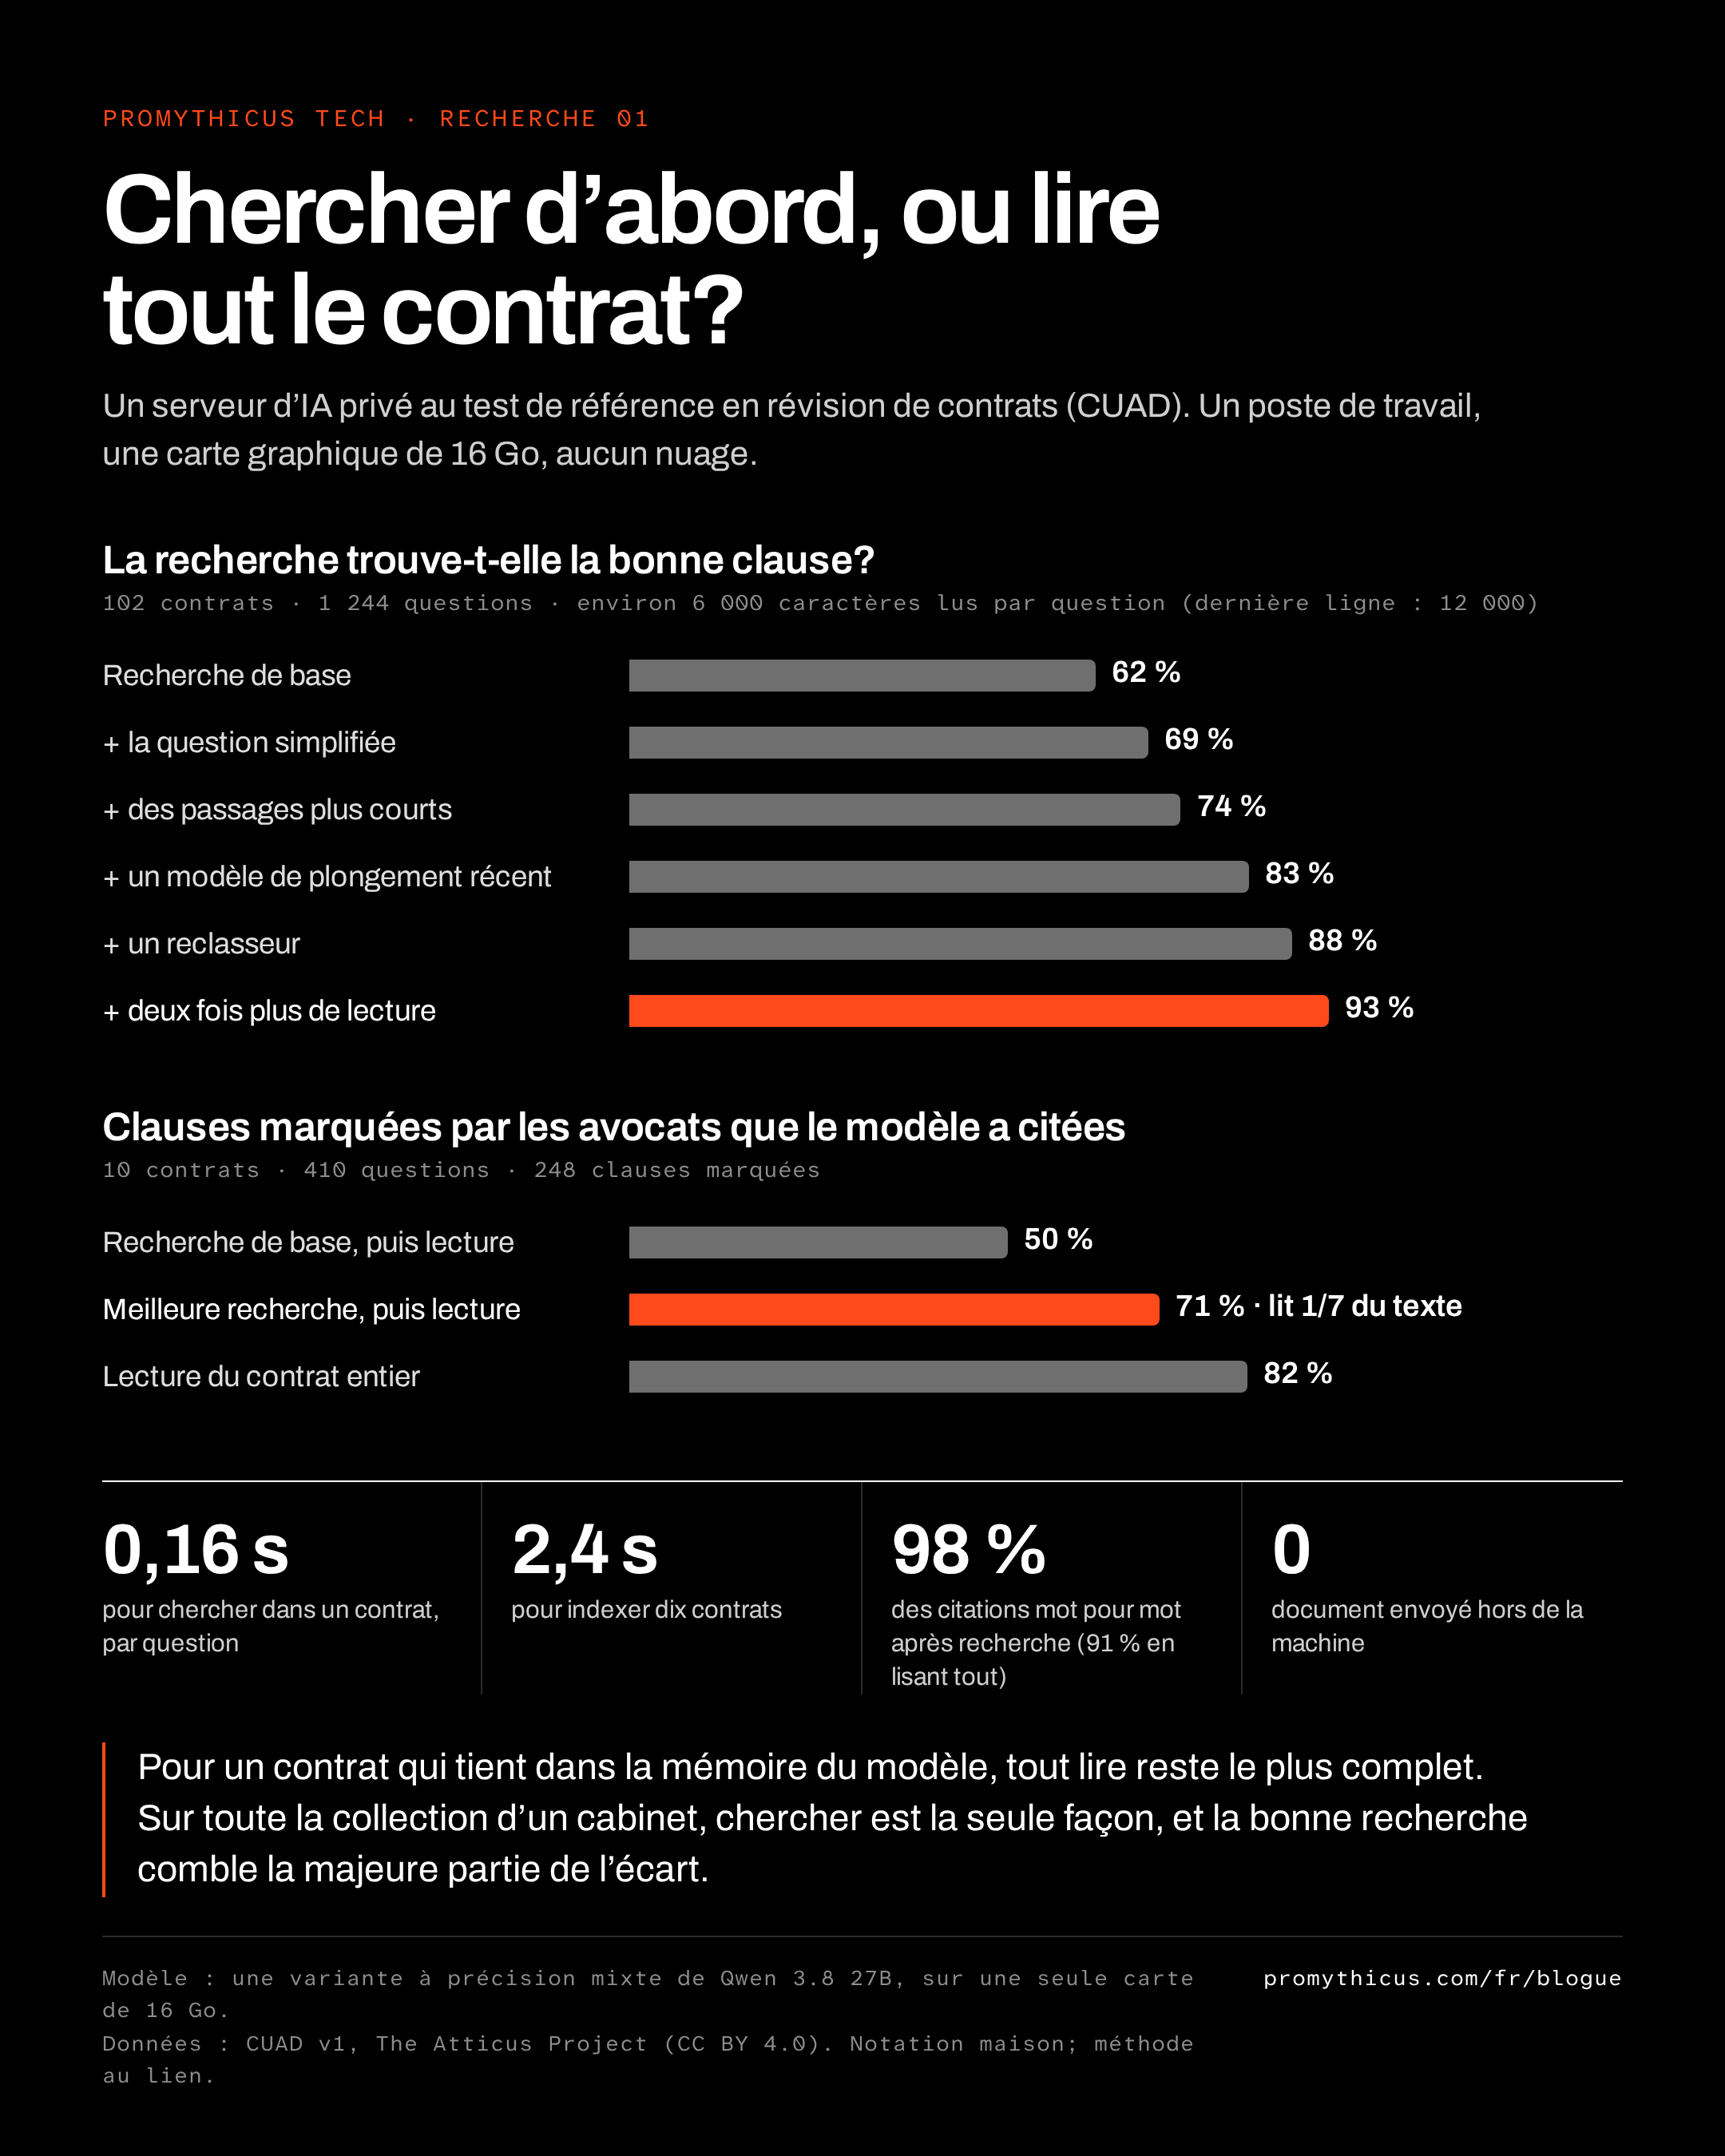 PROMYTHICUS TECH · RECHERCHE 01
Chercher d’abord, ou lire
tout le contrat?
Un serveur d’IA privé au test de référence en révision de contrats (CUAD). Un poste de travail,
une carte graphique de 16 Go, aucun nuage.
La recherche trouve-t-elle la bonne clause?
102 contrats · 1 244 questions · environ 6 000 caractères lus par question (dernière ligne : 12 000)
Recherche de base 62 %
+ la question simplifiée 69 %
+ des passages plus courts 74 %
+ un modèle de plongement récent 83 %
+ un reclasseur 88 %
+ deux fois plus de lecture 93 %
Clauses marquées par les avocats que le modèle a citées
10 contrats · 410 questions · 248 clauses marquées
Recherche de base, puis lecture 50 %
Meilleure recherche, puis lecture 71 % · lit 1/7 du texte
Lecture du contrat entier 82 %
0,16 s
pour chercher dans un contrat,
par question
2,4 s
pour indexer dix contrats
98 %
des citations mot pour mot
après recherche (91 % en
lisant tout)
0
document envoyé hors de la
machine
Pour un contrat qui tient dans la mémoire du modèle, tout lire reste le plus complet.
Sur toute la collection d’un cabinet, chercher est la seule façon, et la bonne recherche
comble la majeure partie de l’écart.
Modèle : une variante à précision mixte de Qwen 3.8 27B, sur une seule carte
de 16 Go.
Données : CUAD v1, The Atticus Project (CC BY 4.0). Notation maison; méthode
au lien.
promythicus.com/fr/blogue